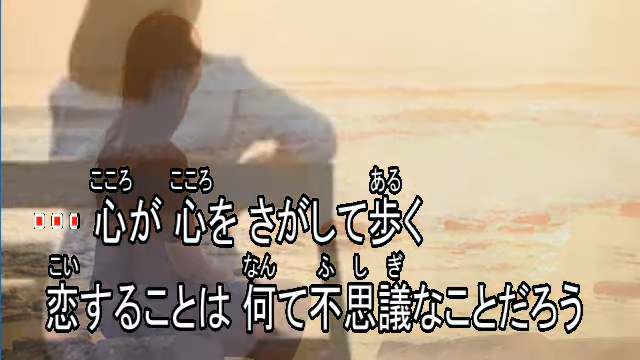 こころ こころ ある
心が 心を さがして歩く
こい なん ふしぎ
恋することは 何て不思議なことだろう